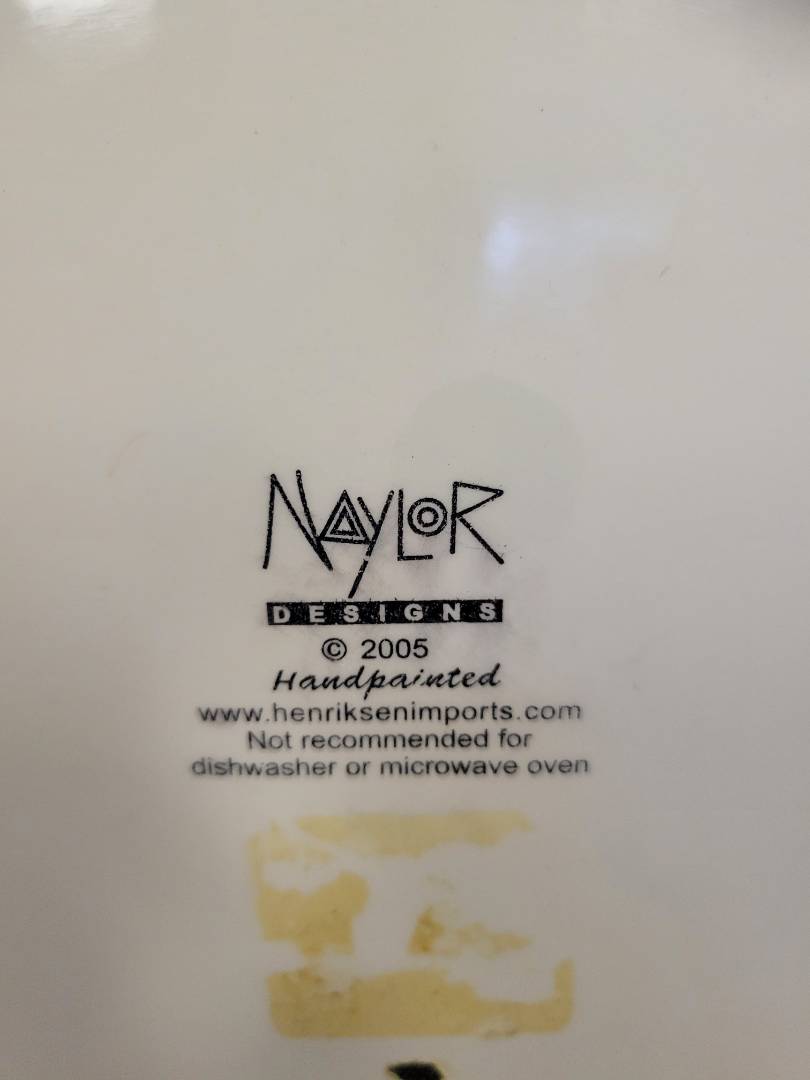 NAYLOR
DESIGNS
© 2005
Handpainted
www.henriksenimports.com
Not recommended for
dishwasher or microwave oven